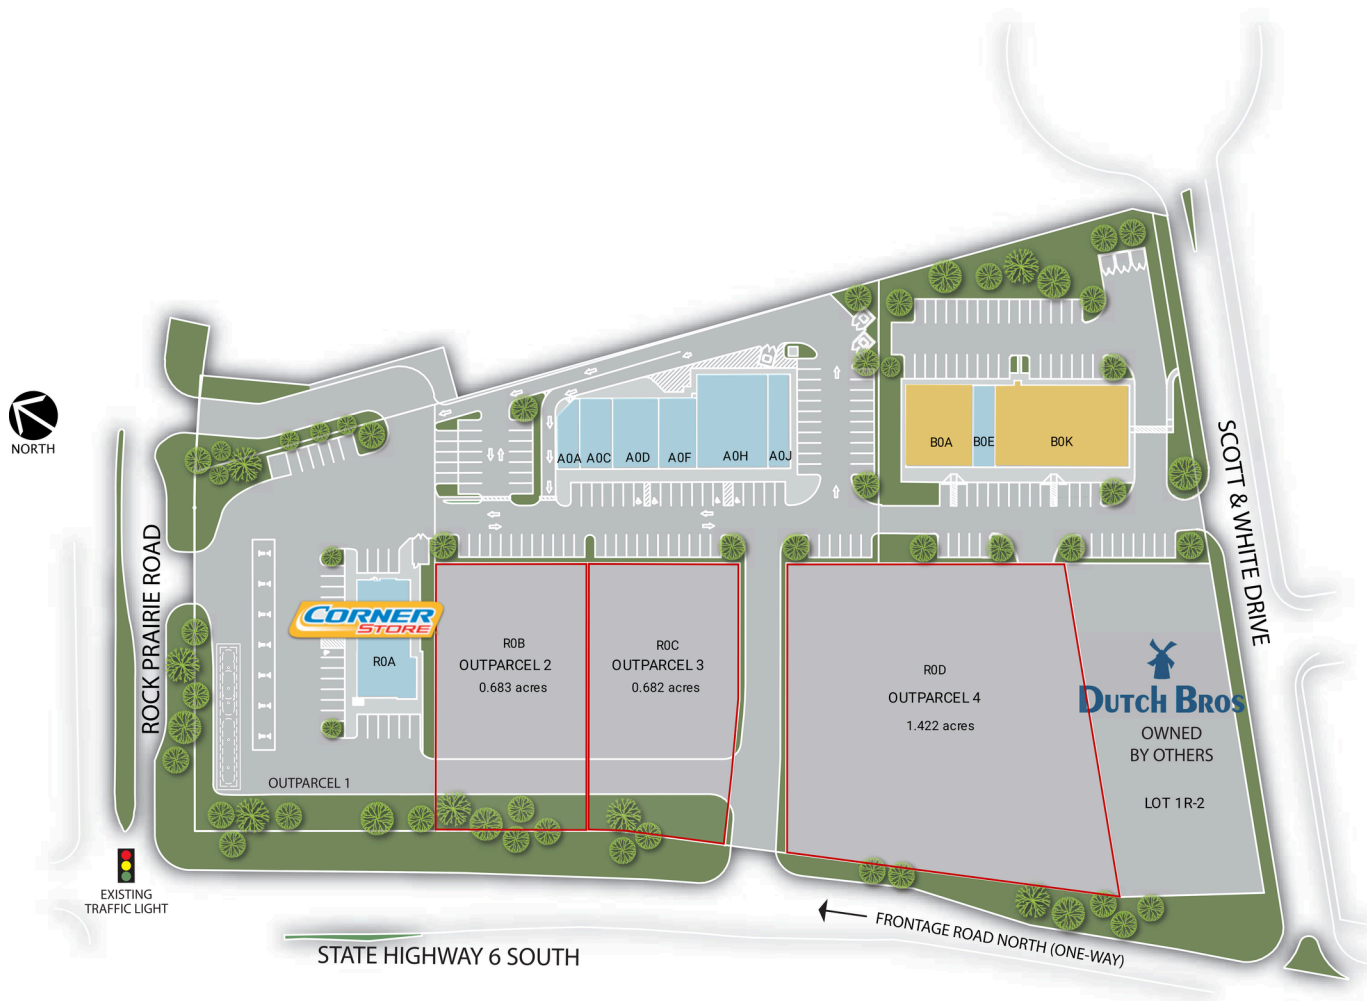 NORTH
ROCK PRAIRIE ROAD
EXISTING
TRAFFIC LIGHT
STATE HIGHWAY 6 SOUTH
FRONTAGE ROAD NORTH (ONE-WAY)
SCOTT & WHITE DRIVE
A0A
A0C
A0D
A0F
A0H
A0J
B0A
B0E
B0K
CORNER
STORE
R0A
OUTPARCEL 1
R0B
OUTPARCEL 2
0.683 acres
R0C
OUTPARCEL 3
0.682 acres
R0D
OUTPARCEL 4
1.422 acres
DUTCH BROS
OWNED
BY OTHERS
LOT 1R-2